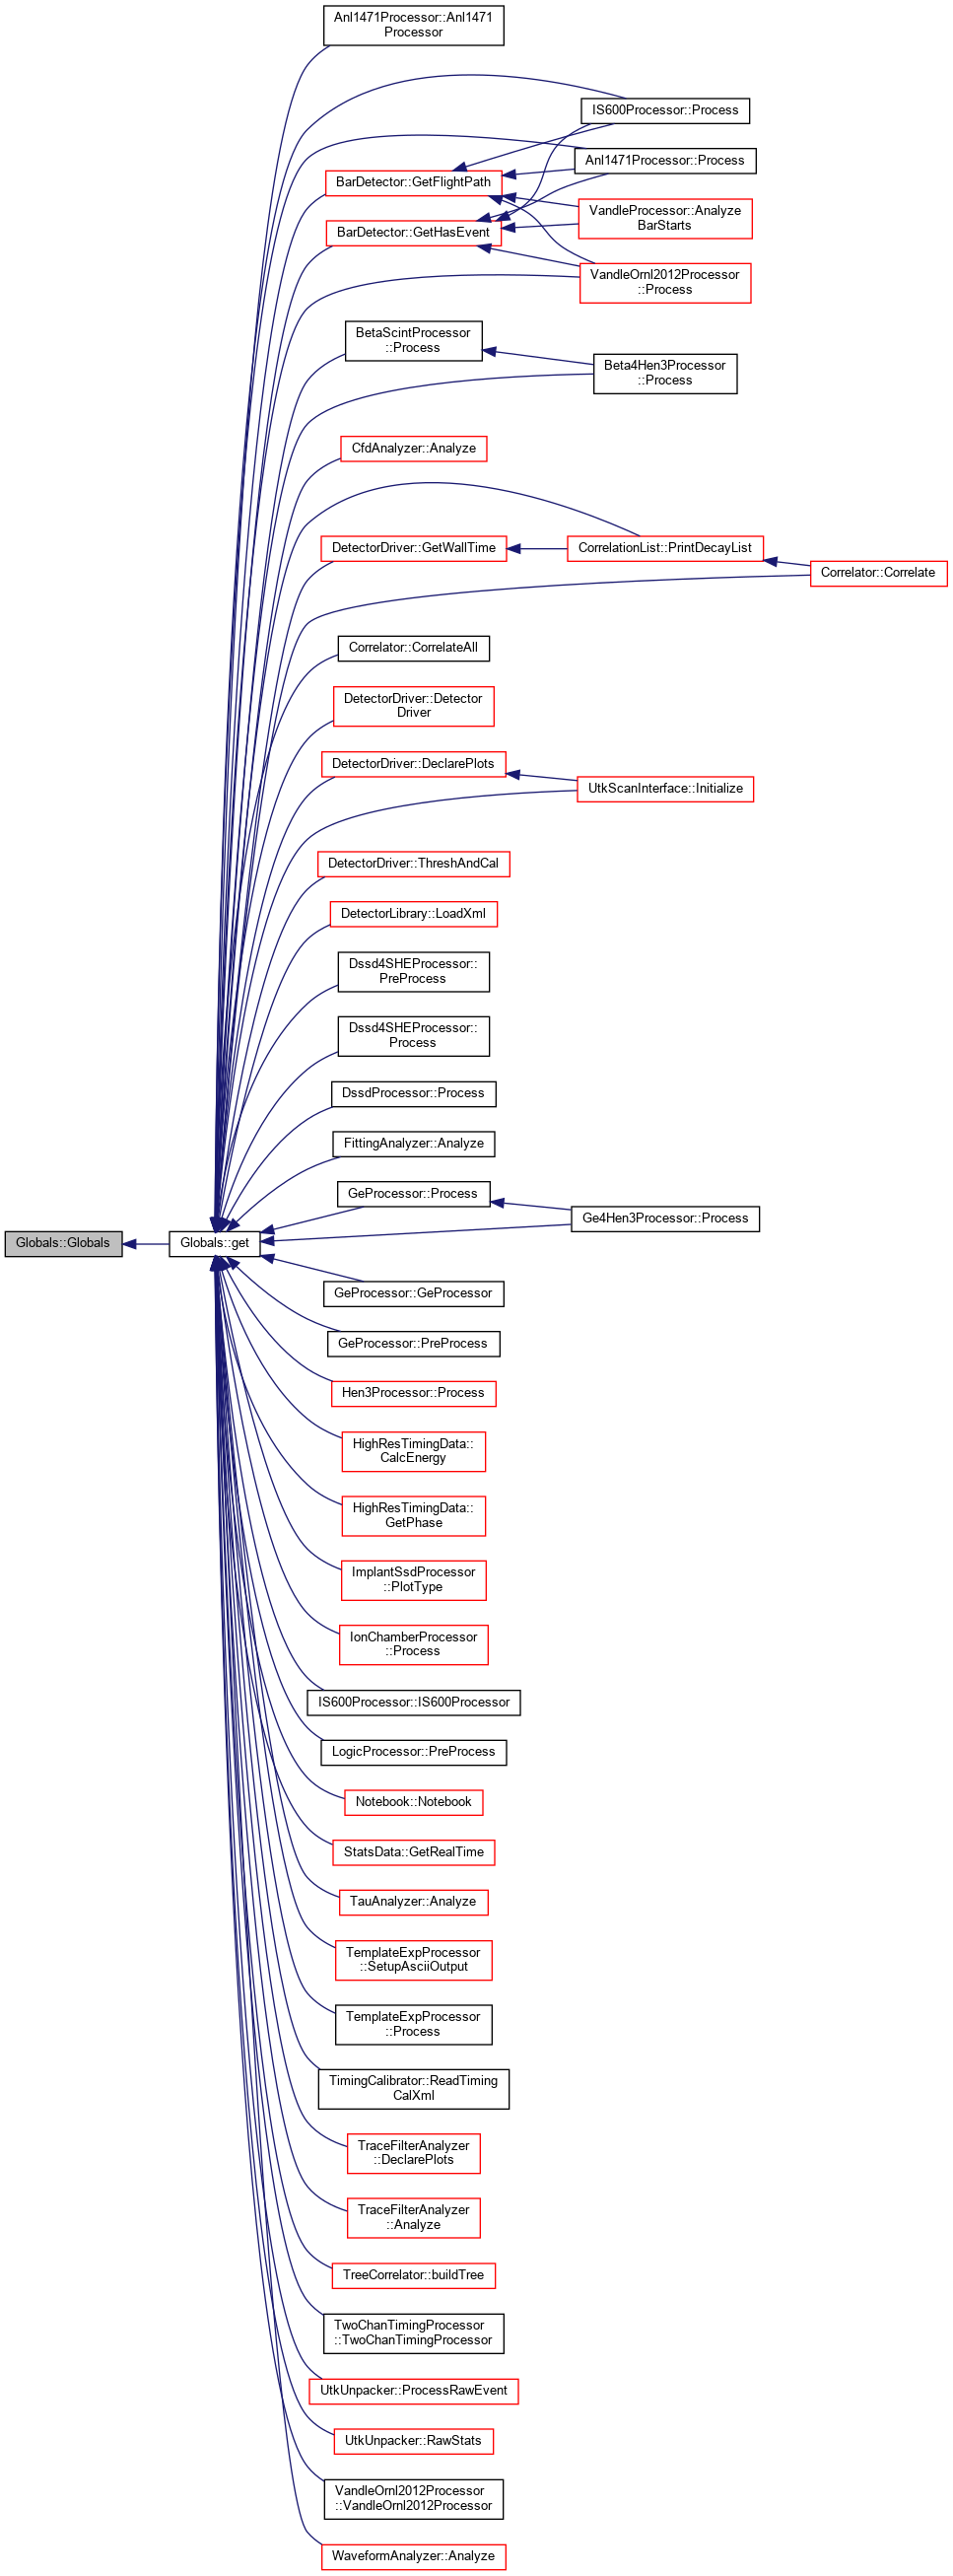 Anl1471Processor::Anl1471
Processor
IS600Processor::Process
Anl1471Processor::Process
BarDetector::GetFlightPath
VandleProcessor::Analyze
BarStarts
BarDetector::GetHasEvent
VandleOrnl2012Processor
::Process
BetaScintProcessor
::Process
Beta4Hen3Processor
::Process
CfdAnalyzer::Analyze
DetectorDriver::GetWallTime
CorrelationList::PrintDecayList
Correlator::Correlate
Correlator::CorrelateAll
DetectorDriver::Detector
Driver
DetectorDriver::DeclarePlots
UtkScanInterface::Initialize
DetectorDriver::ThreshAndCal
DetectorLibrary::LoadXml
Dssd4SHEProcessor::
PreProcess
Dssd4SHEProcessor::
Process
DssdProcessor::Process
FittingAnalyzer::Analyze
GeProcessor::Process
Ge4Hen3Processor::Process
Globals::Globals
Globals::get
GeProcessor::GeProcessor
GeProcessor::PreProcess
Hen3Processor::Process
HighResTimingData::
CalcEnergy
HighResTimingData::
GetPhase
ImplantSsdProcessor
::PlotType
IonChamberProcessor
::Process
IS600Processor::IS600Processor
LogicProcessor::PreProcess
Notebook::Notebook
StatsData::GetRealTime
TauAnalyzer::Analyze
TemplateExpProcessor
::SetupAsciiOutput
TemplateExpProcessor
::Process
TimingCalibrator::ReadTiming
CalXml
TraceFilterAnalyzer
::DeclarePlots
TraceFilterAnalyzer
::Analyze
TreeCorrelator::buildTree
TwoChanTimingProcessor
::TwoChanTimingProcessor
UtkUnpacker::ProcessRawEvent
UtkUnpacker::RawStats
VandleOrnl2012Processor
::VandleOrnl2012Processor
WaveformAnalyzer::Analyze